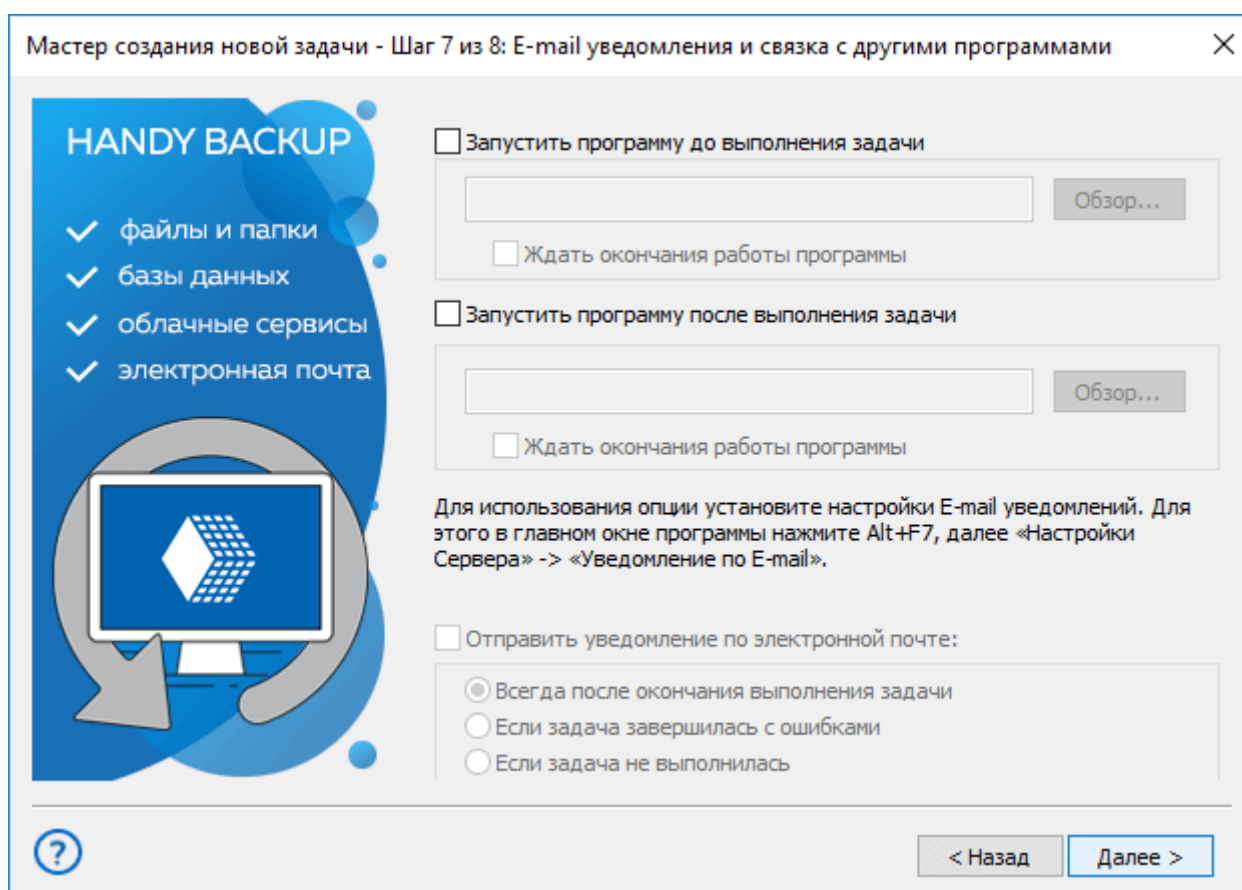 Мастер создания новой задачи - Шаг 7 из 8: E-mail уведомления и связка с другими программами
HANDY BACKUP
файлы и папки
базы данных
облачные сервисы
электронная почта
Запустить программу до выполнения задачи
Обзор...
Ждать окончания работы программы
Запустить программу после выполнения задачи
Обзор...
Ждать окончания работы программы
Для использования опции установите настройки E-mail уведомлений. Для
этого в главном окне программы нажмите Alt+F7, далее «Настройки
Сервера» -> «Уведомление по E-mail».
Отправить уведомление по электронной почте:
Всегда после окончания выполнения задачи
Если задача завершилась с ошибками
Если задача не выполнилась
?
< Назад
Далее >